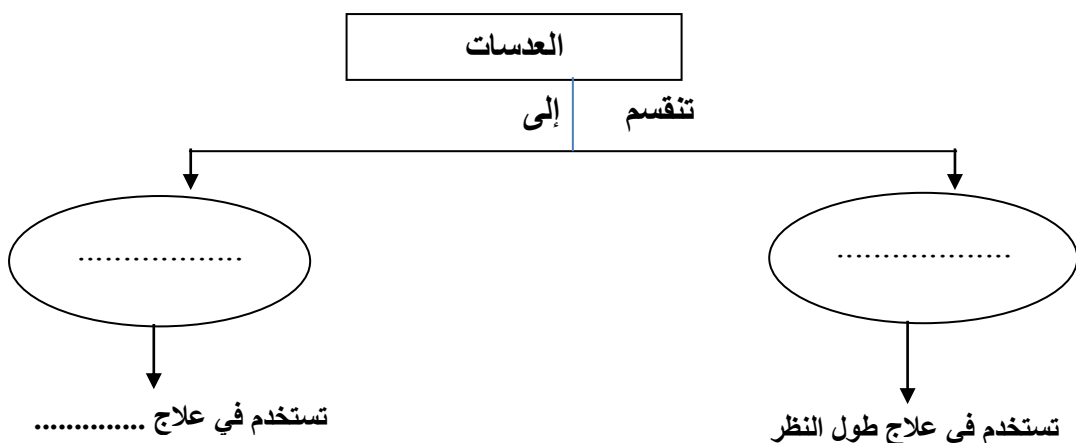 العدسات
تنقسم إلى
...................
..................
تستخدم في علاج طول النظر
تستخدم في علاج ..............